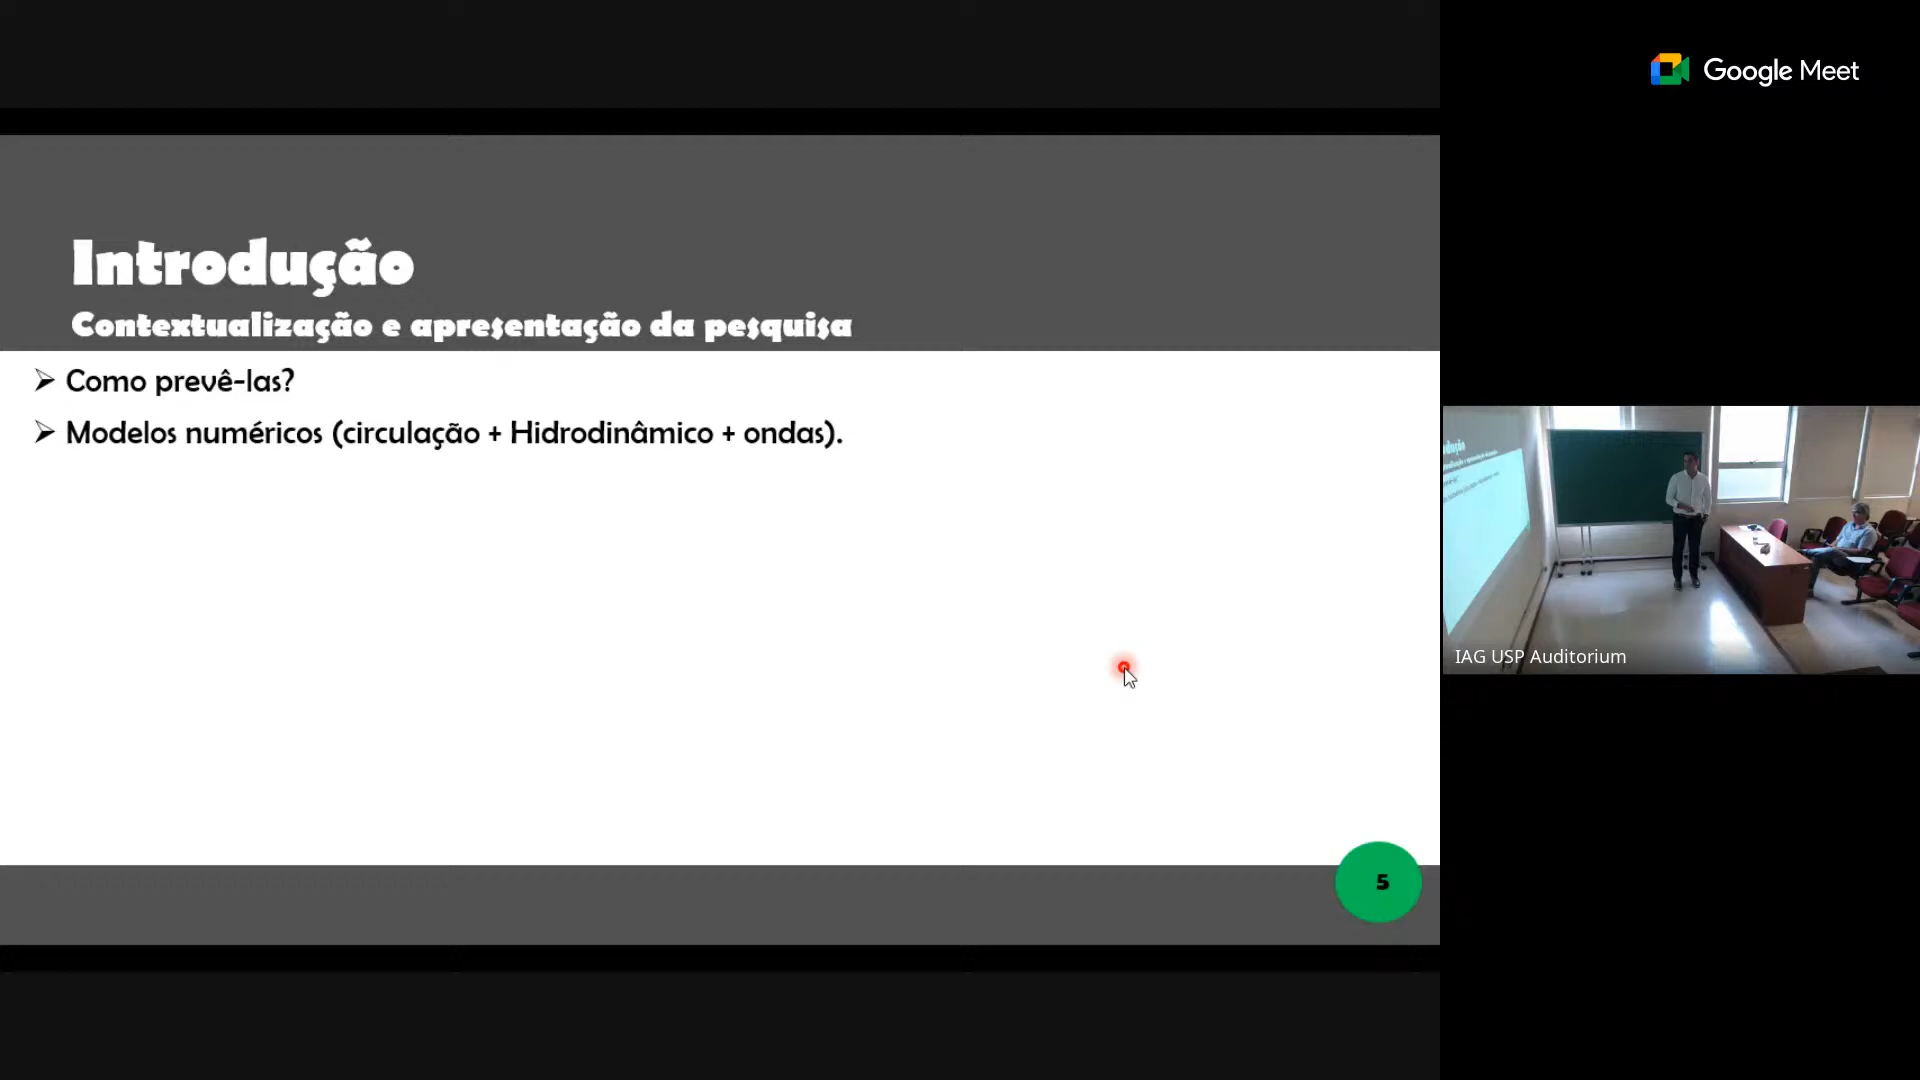 Google Meet
Introdução
Contextualização e apresentação da pesquisa
➢ Como prevê-las?
➢ Modelos numéricos (circulação + Hidrodinâmico + ondas).
5
IAG USP Auditorium